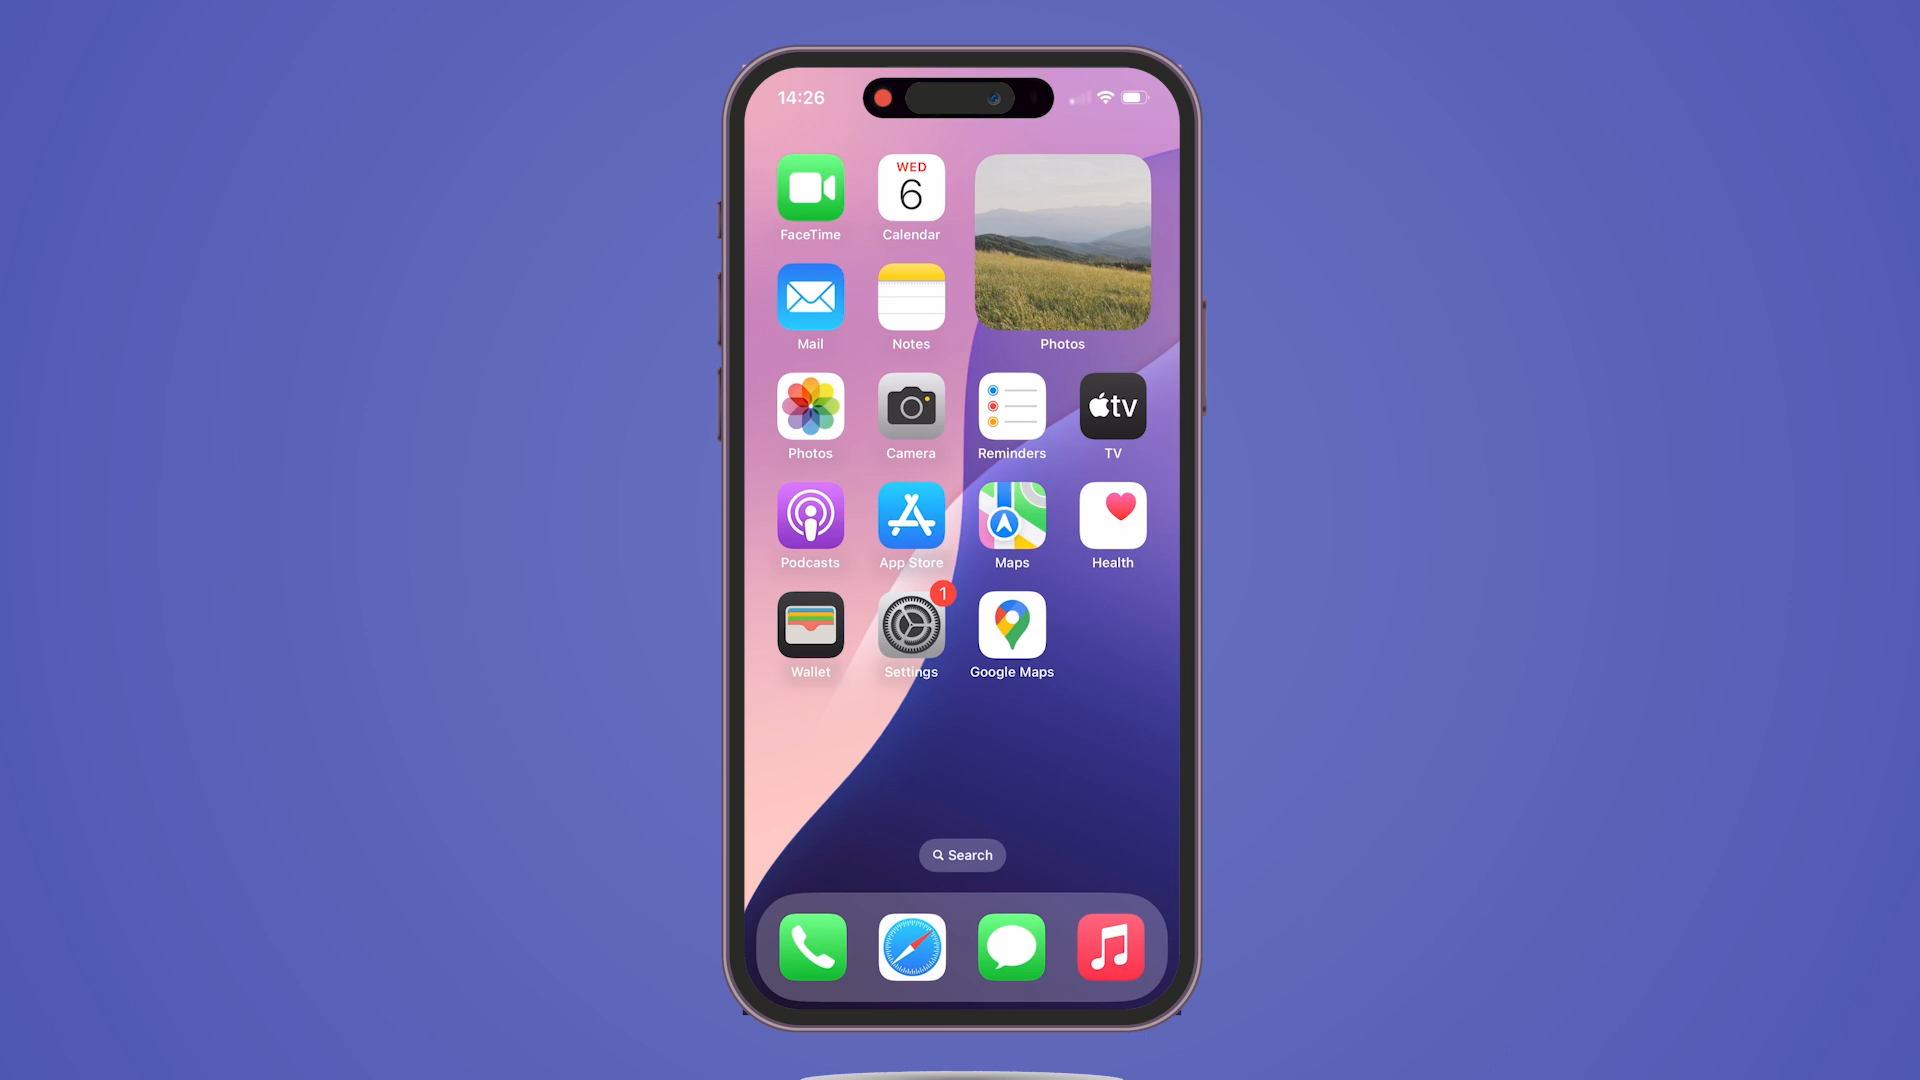 14:26
WED
6
FaceTime
Calendar
Mail
Notes
Photos
tv
Photos
Camera
Reminders
TV
Podcasts
App Store
Maps
Health
1
Wallet
Settings
Google Maps
Search